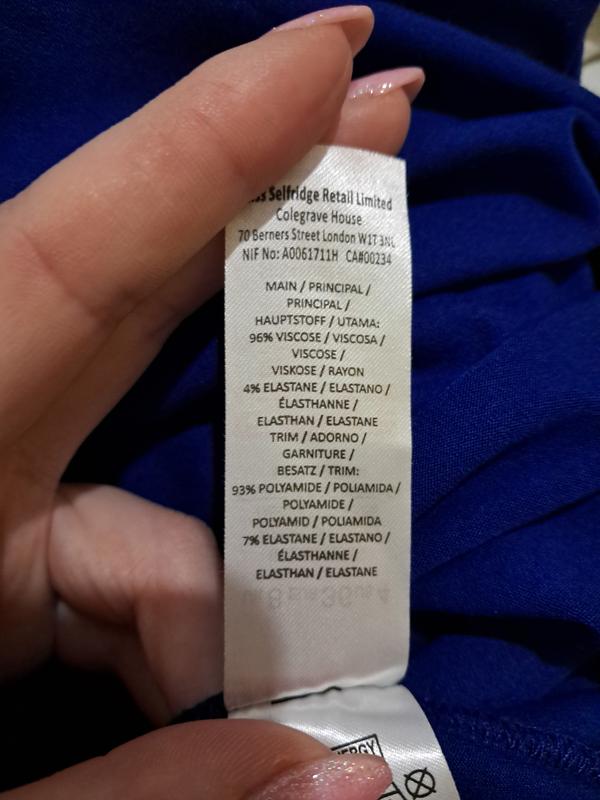 Selfridge Retail Limited
Colegrave House
70 Berners Street London W1T 3NL
NIF No: A0061711H CA#00234
MAIN / PRINCIPAL /
PRINCIPAL /
HAUPTSTOFF / UTAMA:
96% VISCOSE / VISCOSA /
VISCOSE /
VISKOSE / RAYON
4% ELASTANE / ELASTANO /
ÉLASTHANNE /
ELASTHAN / ELASTANE
TRIM / ADORNO /
GARNITURE /
BESATZ / TRIM:
93% POLYAMIDE / POLIAMIDA /
POLYAMIDE /
POLYAMID / POLIAMIDA
7% ELASTANE / ELASTANO /
ÉLASTHANNE /
ELASTHAN / ELASTANE